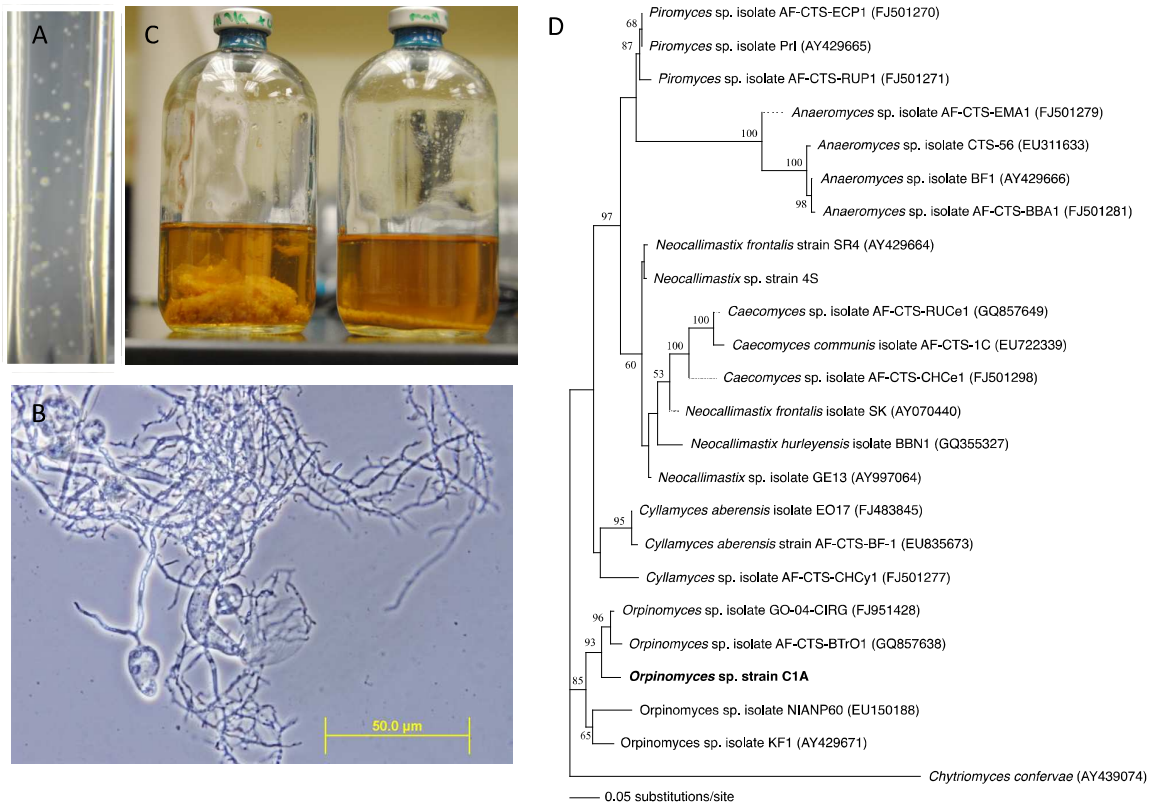 A
C
B
50.0 µm
D
68
87
Piromyces sp. isolate AF-CTS-ECP1 (FJ501270)
Piromyces sp. isolate PrI (AY429665)
Piromyces sp. isolate AF-CTS-RUP1 (FJ501271)
100
Anaeromyces sp. isolate AF-CTS-EMA1 (FJ501279)
100
Anaeromyces sp. isolate CTS-56 (EU311633)
Anaeromyces sp. isolate BF1 (AY429666)
98
Anaeromyces sp. isolate AF-CTS-BBA1 (FJ501281)
97
Neocallimastix frontalis strain SR4 (AY429664)
Neocallimastix sp. strain 4S
Caecomyces sp. isolate AF-CTS-RUCe1 (GQ857649)
100
Caecomyces communis isolate AF-CTS-1C (EU722339)
100
60
53
Caecomyces sp. isolate AF-CTS-CHCe1 (FJ501298)
Neocallimastix frontalis isolate SK (AY070440)
Neocallimastix hurleyensis isolate BBN1 (GQ355327)
Neocallimastix sp. isolate GE13 (AY997064)
Cyllamyces aberensis isolate EO17 (FJ483845)
95
Cyllamyces aberensis strain AF-CTS-BF-1 (EU835673)
Cyllamyces sp. isolate AF-CTS-CHCy1 (FJ501277)
Orpinomyces sp. isolate GO-04-CIRG (FJ951428)
96
93
Orpinomyces sp. isolate AF-CTS-BTrO1 (GQ857638)
Orpinomyces sp. strain C1A
85
Orpinomyces sp. isolate NIANP60 (EU150188)
65
Orpinomyces sp. isolate KF1 (AY429671)
Chytriomyces confervae (AY439074)
0.05 substitutions/site